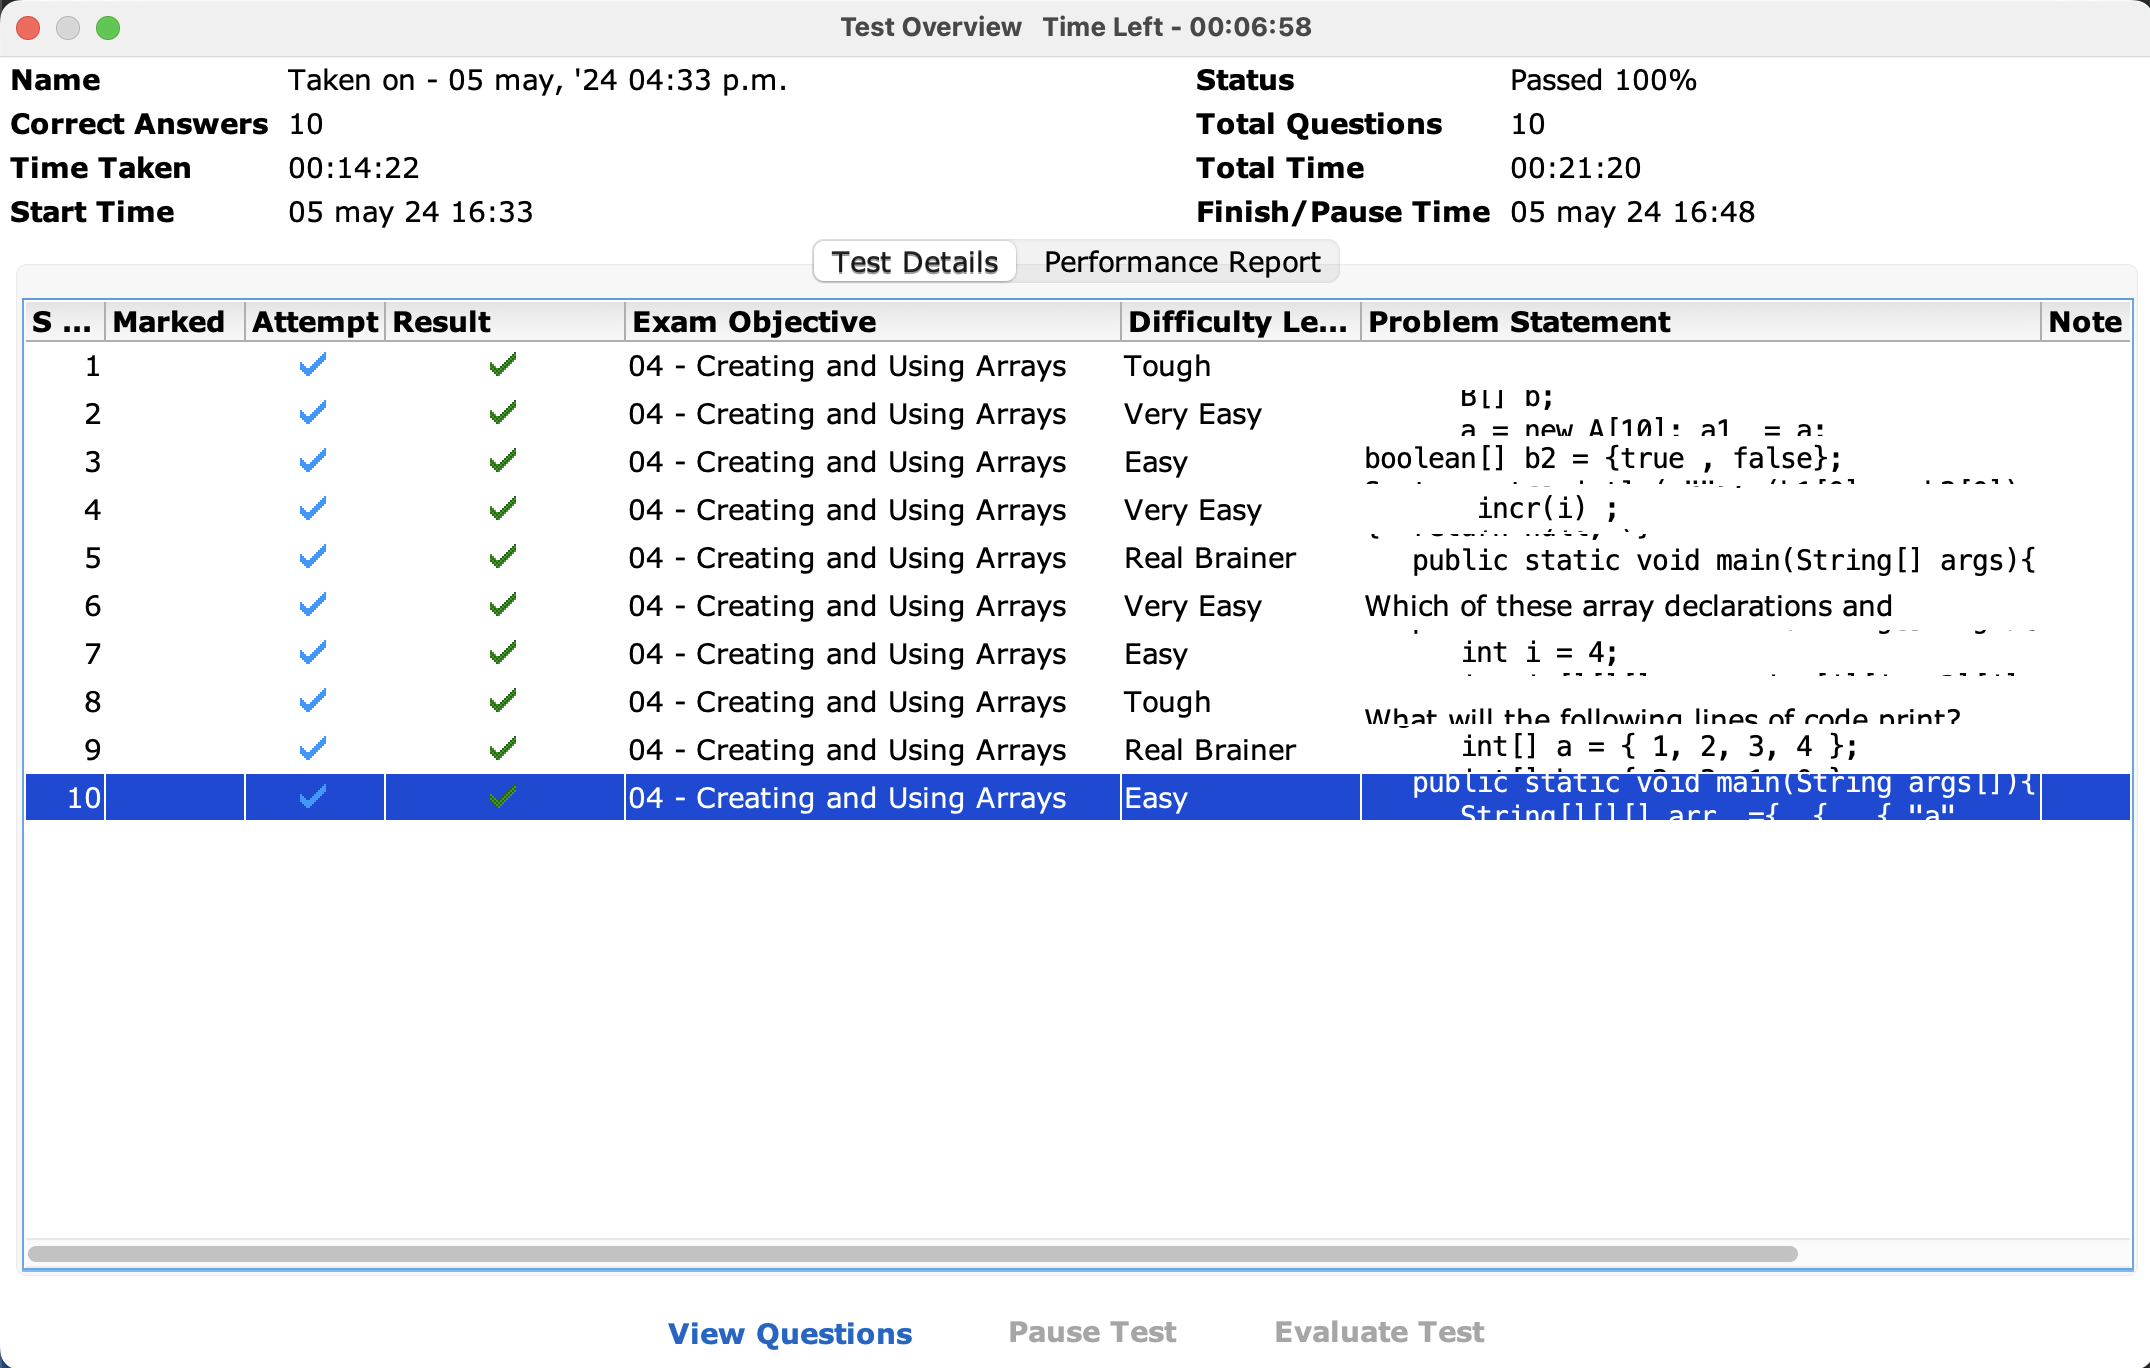 Test Overview Time Left - 00:06:58
Name Taken on - 05 may, '24 04:33 p.m. Status Passed 100%
Correct Answers 10 Total Questions 10
Time Taken 00:14:22 Total Time 00:21:20
Start Time 05 may 24 16:33 Finish/Pause Time 05 may 24 16:48
Test Details Performance Report
S ... Marked Attempt Result Exam Objective Difficulty Le... Problem Statement Note
1 04 - Creating and Using Arrays Tough
B[] b;
2 04 - Creating and Using Arrays Very Easy
a = new A[10]; a1 = a;
3 04 - Creating and Using Arrays Easy boolean[] b2 = {true , false};
4 04 - Creating and Using Arrays Very Easy incr(i) ;
5 04 - Creating and Using Arrays Real Brainer public static void main(String[] args){
6 04 - Creating and Using Arrays Very Easy Which of these array declarations and
7 04 - Creating and Using Arrays Easy int i = 4;
8 04 - Creating and Using Arrays Tough What will the following lines of code print?
9 04 - Creating and Using Arrays Real Brainer int[] a = { 1, 2, 3, 4 };
10 04 - Creating and Using Arrays Easy public static void main(String args[]){
String[][][] arr ={ { { "a"
View Questions Pause Test Evaluate Test